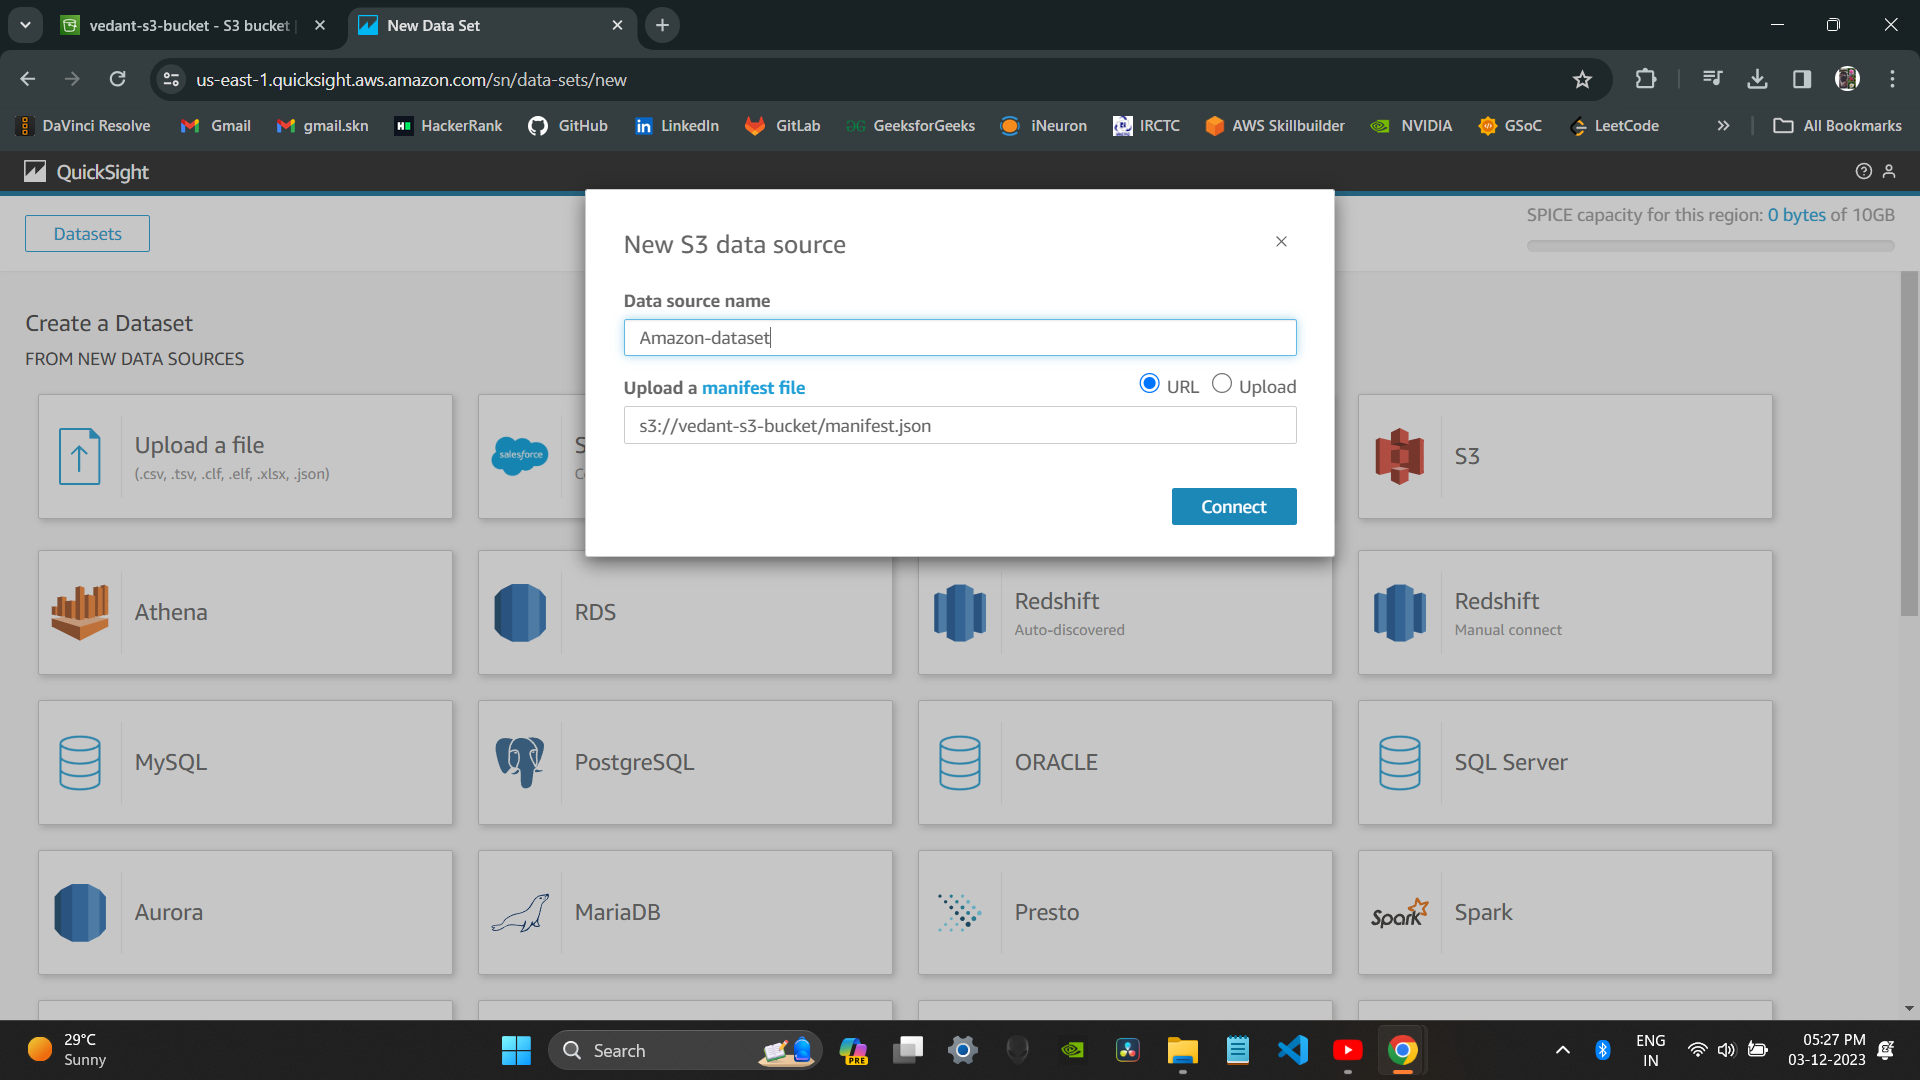 vedant-s3-bucket - S3 bucket
New Data Set
us-east-1.quicksight.aws.amazon.com/sn/data-sets/new
DaVinci Resolve
Gmail
gmail.skn
HackerRank
GitHub
LinkedIn
GitLab
GeeksforGeeks
iNeuron
IRCTC
AWS Skillbuilder
NVIDIA
GSoC
LeetCode
All Bookmarks
QuickSight
Datasets
SPICE capacity for this region: 0 bytes of 10GB
New S3 data source
Data source name
Amazon-dataset
Upload a manifest file
URL
Upload
s3://vedant-s3-bucket/manifest.json
Connect
Create a Dataset
FROM NEW DATA SOURCES
Upload a file
(.csv, .tsv, .clf, .elf, .xlsx, .json)
salesforce
S3
Athena
RDS
Redshift
Auto-discovered
Redshift
Manual connect
MySQL
PostgreSQL
ORACLE
SQL Server
Aurora
MariaDB
Presto
Spark
Spark
29°C
Sunny
Search
PRE
ENG
IN
05:27 PM
03-12-2023